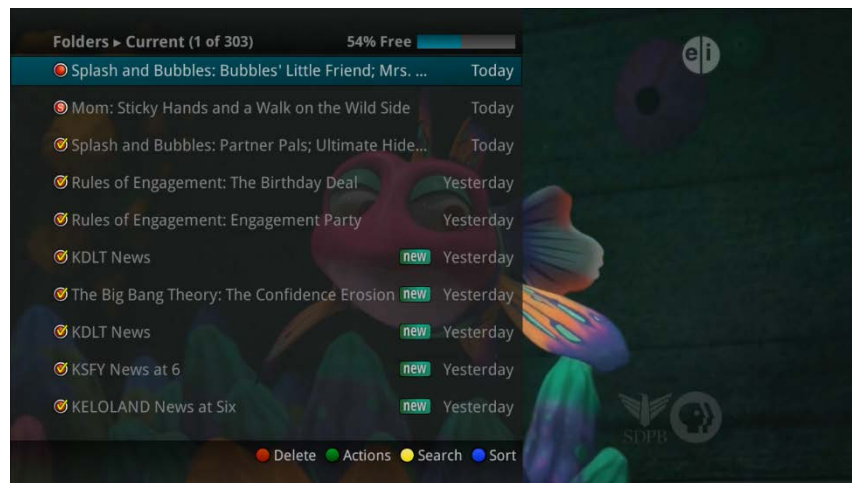 Folders ▸ Current (1 of 303) 54% Free
Splash and Bubbles: Bubbles' Little Friend; Mrs. ... Today
Mom: Sticky Hands and a Walk on the Wild Side Today
Splash and Bubbles: Partner Pals; Ultimate Hide... Today
Rules of Engagement: The Birthday Deal Yesterday
Rules of Engagement: Engagement Party Yesterday
KDLT News new Yesterday
The Big Bang Theory: The Confidence Erosion new Yesterday
KDLT News new Yesterday
KSFY News at 6 new Yesterday
KELOLAND News at Six new Yesterday
Delete Actions Search Sort
e|i
SDPB